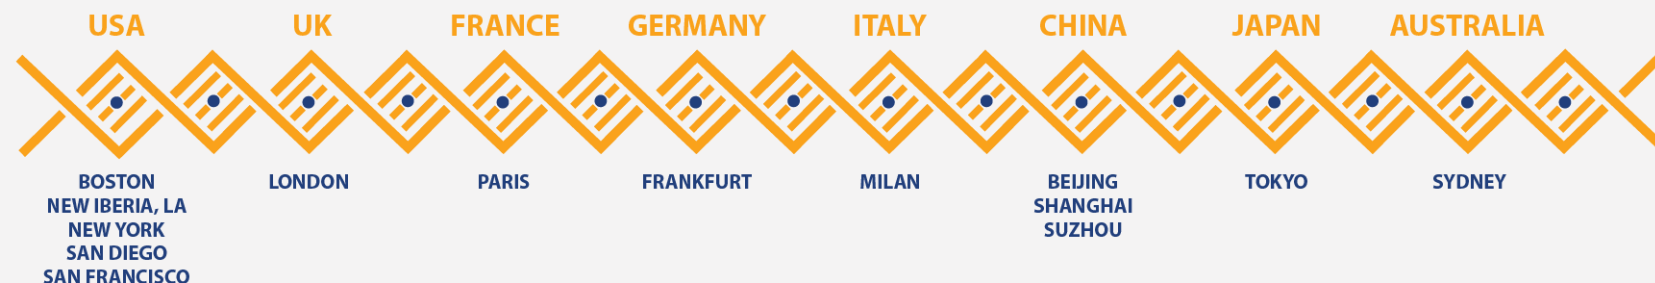 USA UK FRANCE GERMANY ITALY CHINA JAPAN AUSTRALIA
BOSTON LONDON PARIS FRANKFURT MILAN BEIJING TOKYO SYDNEY
NEW IBERIA, LA SHANGHAI
NEW YORK SUZHOU
SAN DIEGO
SAN FRANCISCO